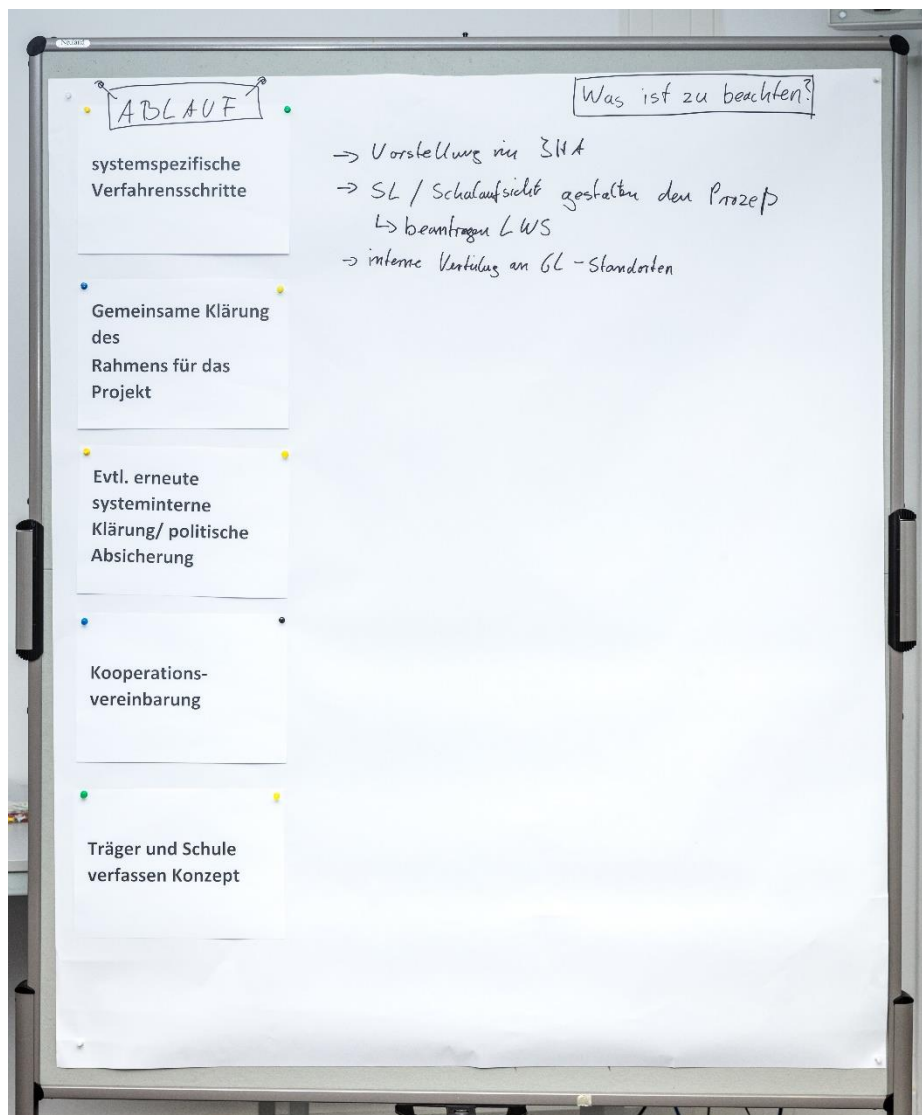 Neuland
ABLAUF
Was ist zu beachten?
systemspezifische
Verfahrensschritte
→ Vorstellung im
→ SL / Schulaufsicht gestalten den Prozeß
↳ beantragen LWS
→ interne an GL-Standorten
Gemeinsame Klärung
des
Rahmens für das
Projekt
Evtl. erneute
systeminterne
Klärung/ politische
Absicherung
Kooperations-
vereinbarung
Träger und Schule
verfassen Konzept